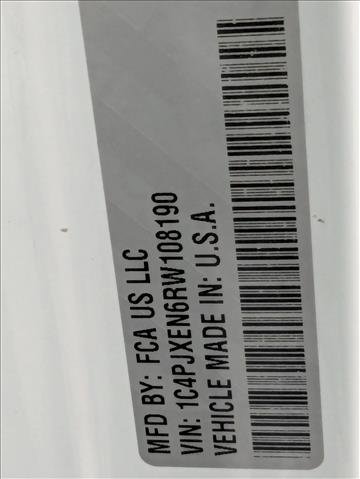 MFD BY: FCA US LLC
VIN: 1C4PJXEN6RW108190
VEHICLE MADE IN: U.S.A.